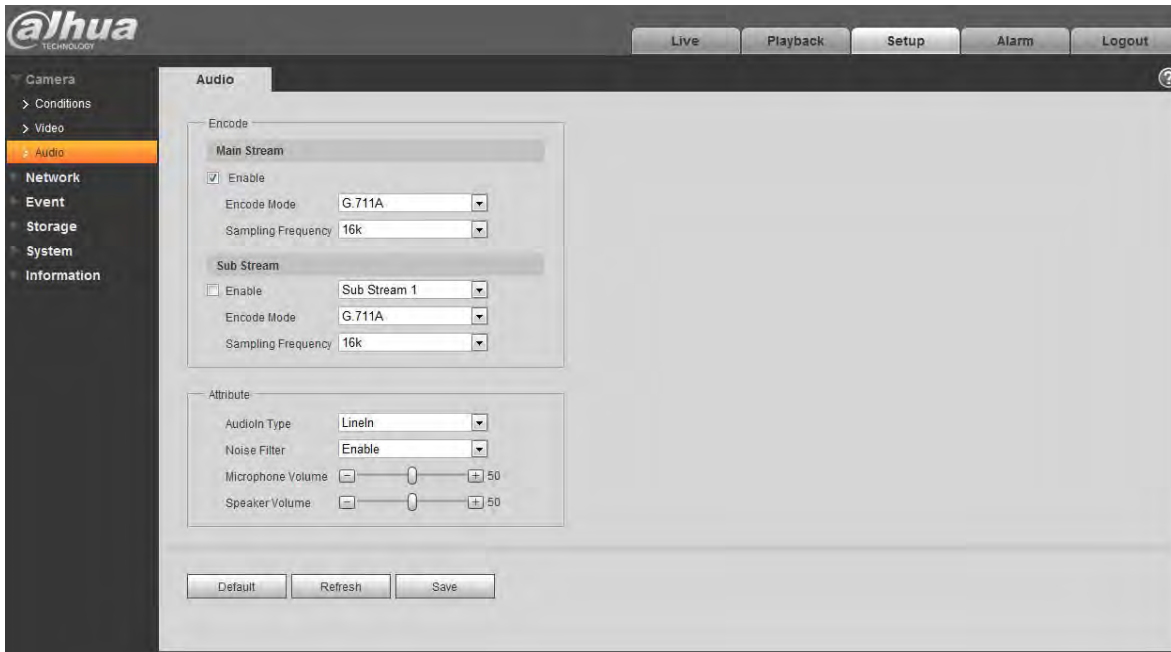 alhua
TECHNOLOGY
Live Playback Setup Alarm Logout
Camera
Conditions
Video
Audio
Network
Event
Storage
System
Information
Audio
?
Encode
Main Stream
Enable
Encode Mode G.711A
Sampling Frequency 16k
Sub Stream
Enable Sub Stream 1
Encode Mode G.711A
Sampling Frequency 16k
Attribute
AudioIn Type LineIn
Noise Filter Enable
Microphone Volume - + 50
Speaker Volume - + 50
Default Refresh Save